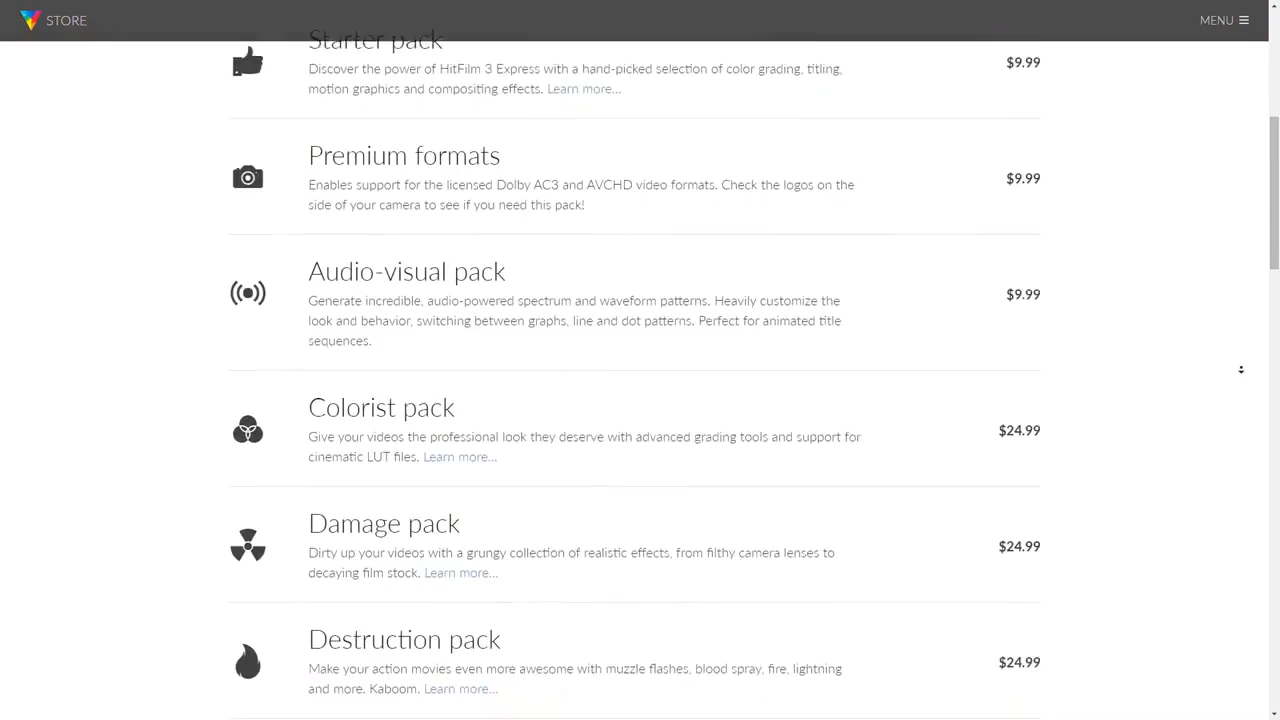 STORE
MENU
Starter pack
Discover the power of HitFilm 3 Express with a hand-picked selection of color grading, titling,
$9.99
motion graphics and compositing effects. Learn more...
Premium formats
Enables support for the licensed Dolby AC3 and AVCHD video formats. Check the logos on the
$9.99
side of your camera to see if you need this pack!
Audio-visual pack
Generate incredible, audio-powered spectrum and waveform patterns. Heavily customize the
$9.99
look and behavior, switching between graphs, line and dot patterns. Perfect for animated title
sequences.
Colorist pack
Give your videos the professional look they deserve with advanced grading tools and support for
$24.99
cinematic LUT files. Learn more...
Damage pack
Dirty up your videos with a grungy collection of realistic effects, from filthy camera lenses to
$24.99
decaying film stock. Learn more...
Destruction pack
Make your action movies even more awesome with muzzle flashes, blood spray, fire, lightning
$24.99
and more. Kaboom. Learn more...